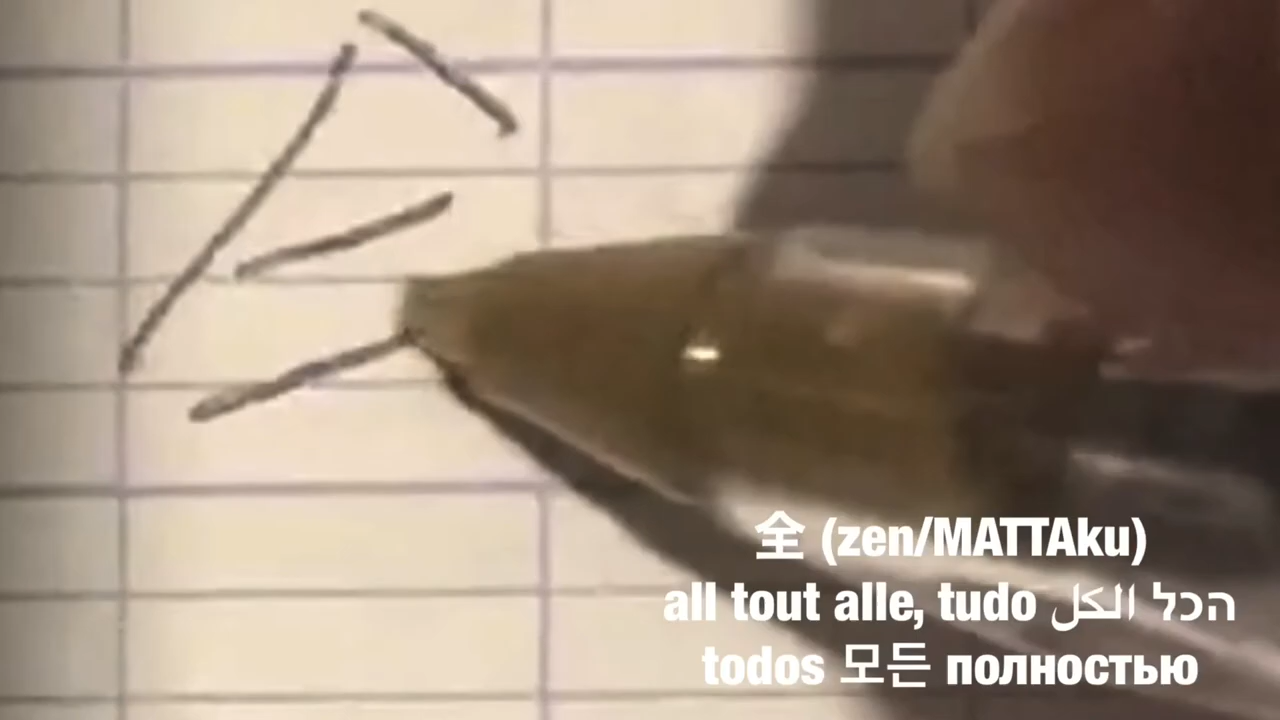 全 (zen/MATTAku)
all tout alle, tudo الكل הכל
todos 모든 полностью